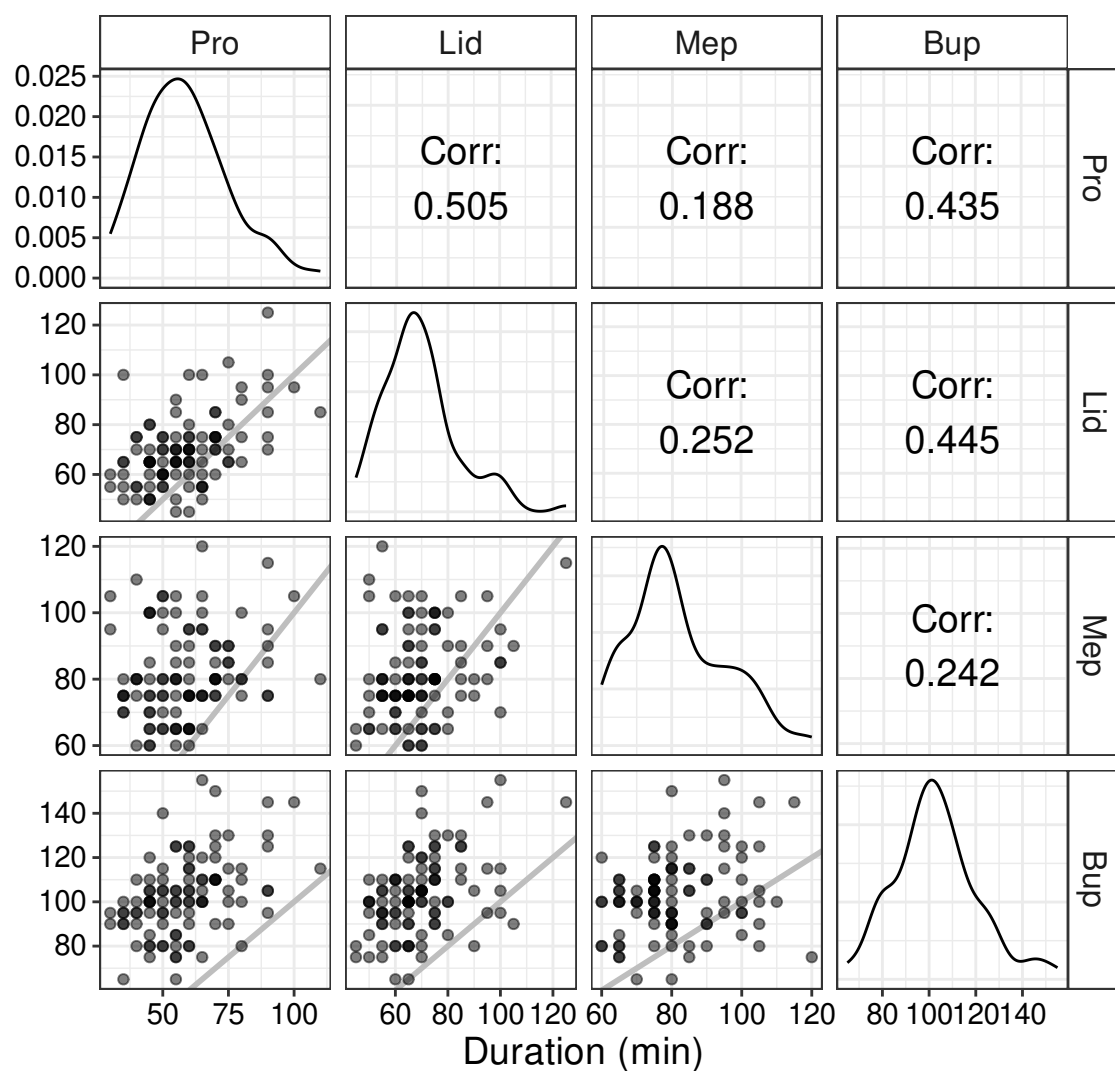 Pro Lid Mep Bup
0.025
0.020
0.015
0.010
0.005
0.000
Corr:
0.505
Corr:
0.188
Corr:
0.435
Pro
120
100
80
60
Corr:
0.252
Corr:
0.445
Lid
120
100
80
60
Corr:
0.242
Mep
140
120
100
80
Bup
50 75 100 60 80 100 120 60 80 100 120 80 100 120 140
Duration (min)